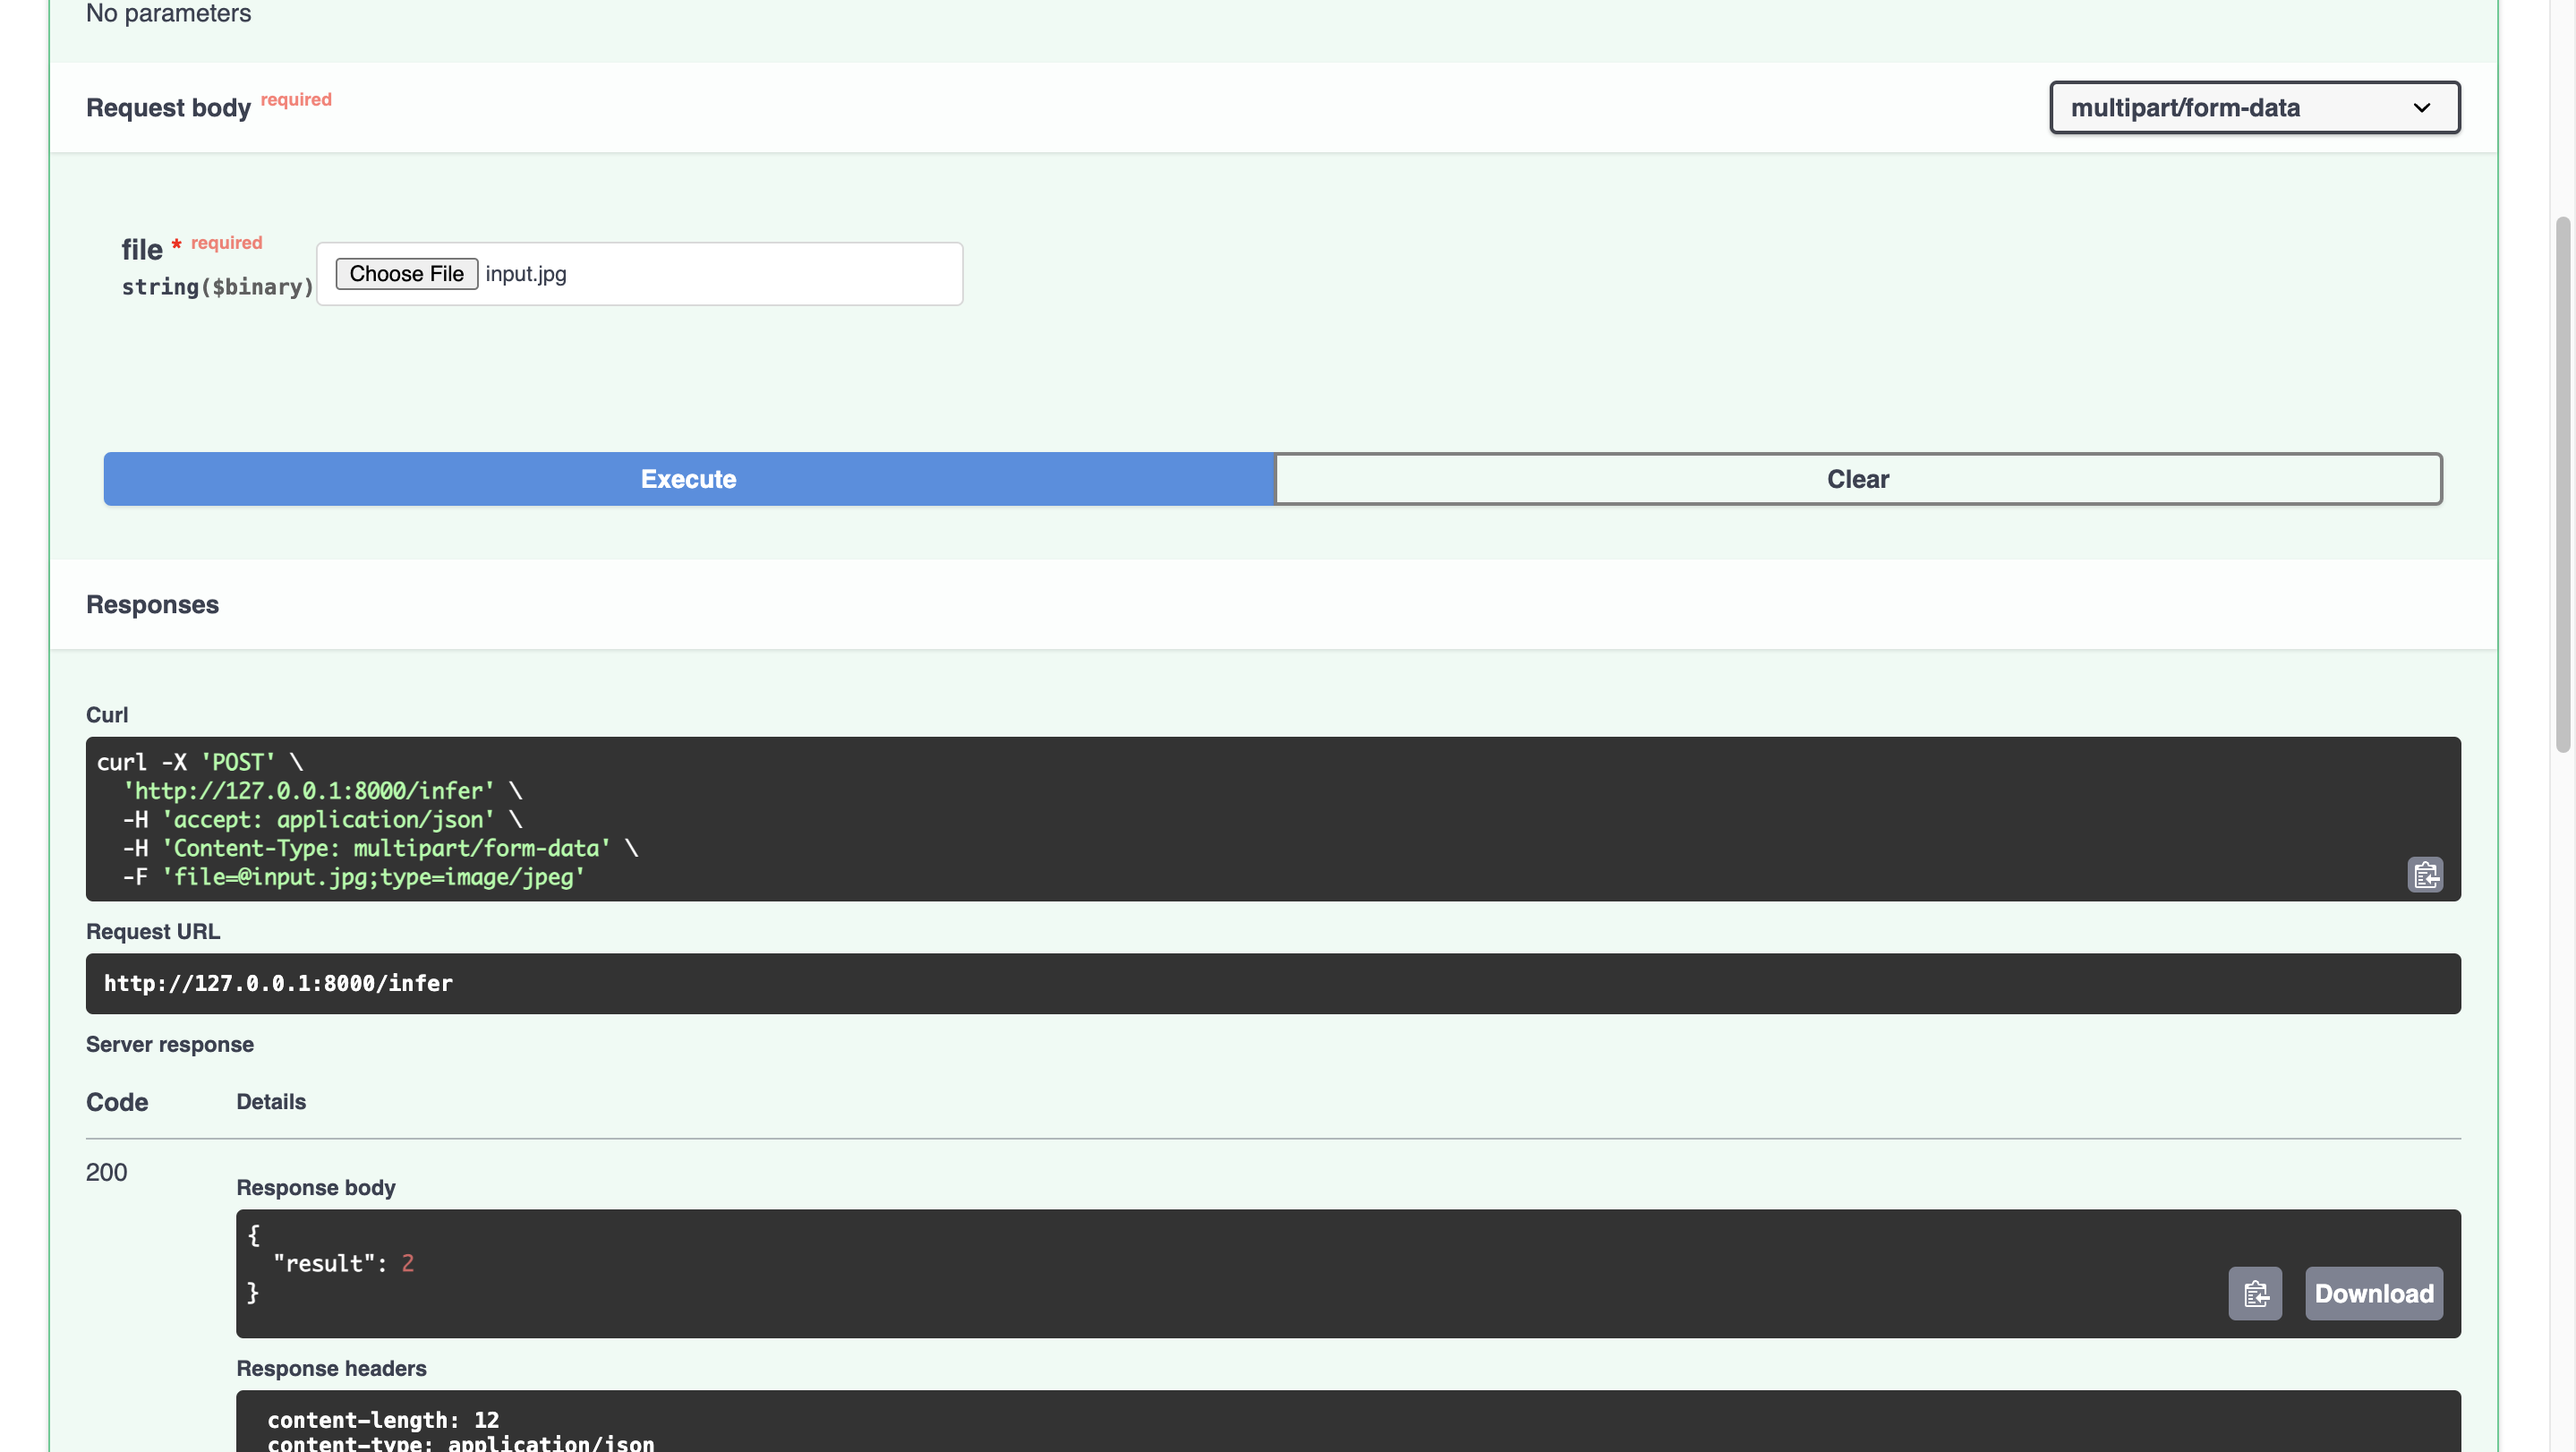 No parameters
Request body required
multipart/form-data
file * required
string($binary)
Choose File input.jpg
Execute
Clear
Responses
Curl
curl -X 'POST' \
'http://127.0.0.1:8000/infer' \
-H 'accept: application/json' \
-H 'Content-Type: multipart/form-data' \
-F 'file=@input.jpg;type=image/jpeg'
Request URL
http://127.0.0.1:8000/infer
Server response
Code Details
200
Response body
{
"result": 2
}
Download
Response headers
content-length: 12
content-type: application/json